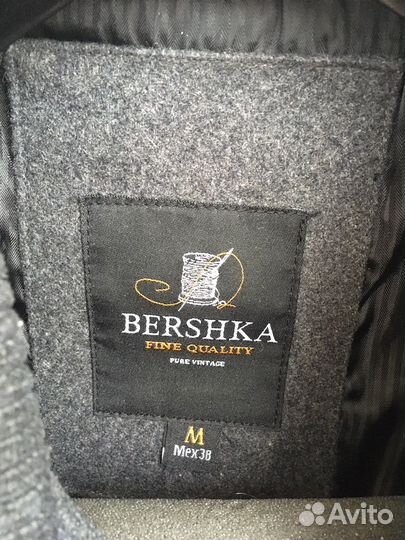 BERSHKA
FINE QUALITY
PURE VINTAGE
M
Mex38
Avito